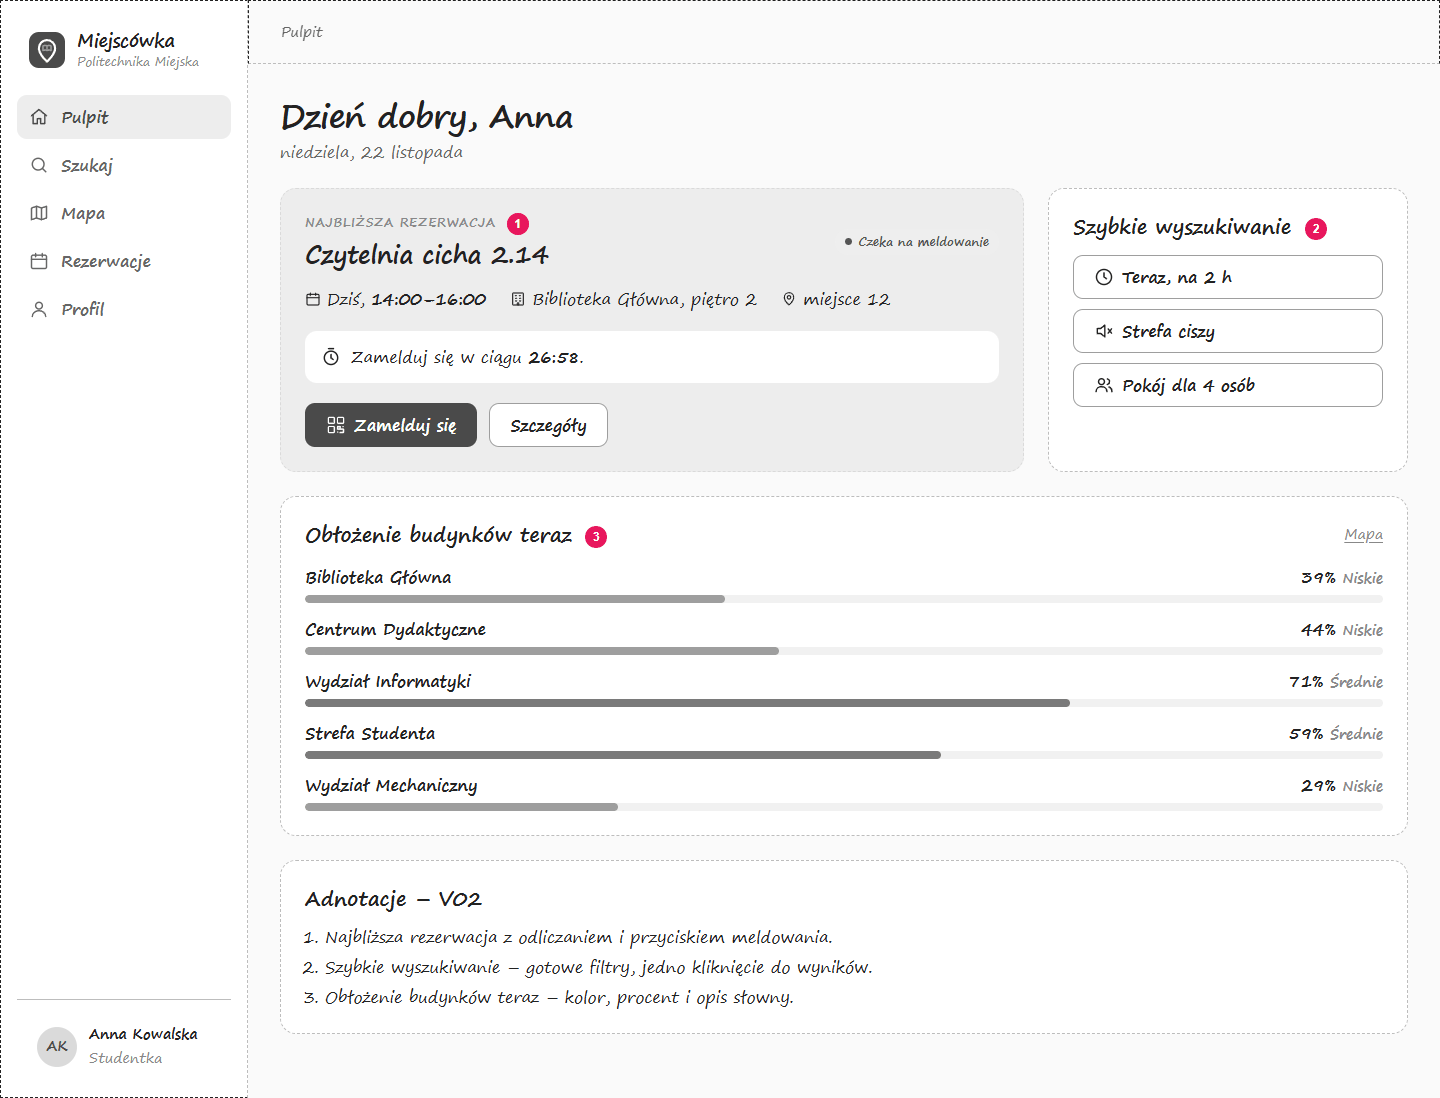 Miejscówka
Politechnika Miejska
Pulpit
Szukaj
Mapa
Rezerwacje
Profil
AK
Anna Kowalska
Studentka
Pulpit
Dzień dobry, Anna
niedziela, 22 listopada
NAJBLIŻSZA REZERWACJA 1
Czytelnia cicha 2.14
Czeka na meldowanie
Dziś, 14:00–16:00 Biblioteka Główna, piętro 2 miejsce 12
Zamelduj się w ciągu 26:58.
Zamelduj się Szczegóły
Szybkie wyszukiwanie 2
Teraz, na 2 h
Strefa ciszy
Pokój dla 4 osób
Obłożenie budynków teraz 3 Mapa
Biblioteka Główna 39% Niskie
Centrum Dydaktyczne 44% Niskie
Wydział Informatyki 71% Średnie
Strefa Studenta 59% Średnie
Wydział Mechaniczny 29% Niskie
Adnotacje – V02
1. Najbliższa rezerwacja z odliczaniem i przyciskiem meldowania.
2. Szybkie wyszukiwanie – gotowe filtry, jedno kliknięcie do wyników.
3. Obłożenie budynków teraz – kolor, procent i opis słowny.